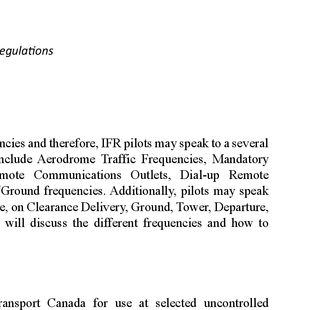 egulations
ncies and therefore, IFR pilots may speak to a several
nclude Aerodrome Traffic Frequencies, Mandatory
mote Communications Outlets, Dial-up Remote
Ground frequencies. Additionally, pilots may speak
e, on Clearance Delivery, Ground, Tower, Departure,
will discuss the different frequencies and how to
ransport Canada for use at selected uncontrolled